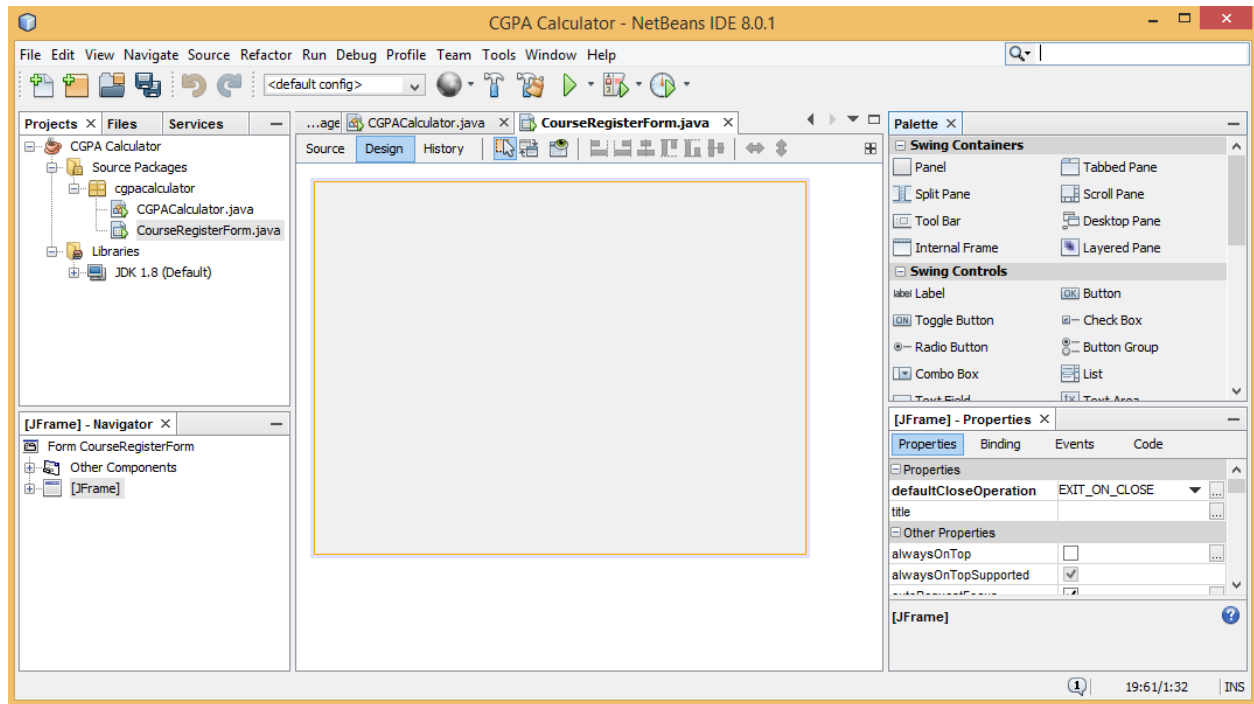 CGPA Calculator - NetBeans IDE 8.0.1
File Edit View Navigate Source Refactor Run Debug Profile Team Tools Window Help
<default config>
Projects Files Services
CGPA Calculator
Source Packages
cgpacalculator
CGPACalculator.java
CourseRegisterForm.java
Libraries
JDK 1.8 (Default)
[JFrame] - Navigator
Form CourseRegisterForm
Other Components
[JFrame]
...age CGPACalculator.java CourseRegisterForm.java
Source Design History
Palette
Swing Containers
Panel Tabbed Pane
Split Pane Scroll Pane
Tool Bar Desktop Pane
Internal Frame Layered Pane
Swing Controls
label Label OK Button
ON Toggle Button Check Box
Radio Button Button Group
Combo Box List
Text Field Text Area
[JFrame] - Properties
Properties Binding Events Code
Properties
defaultCloseOperation EXIT_ON_CLOSE ...
title ...
Other Properties
alwaysOnTop ...
alwaysOnTopSupported
autoRequestFocus
[JFrame]
1 19:61/1:32 INS